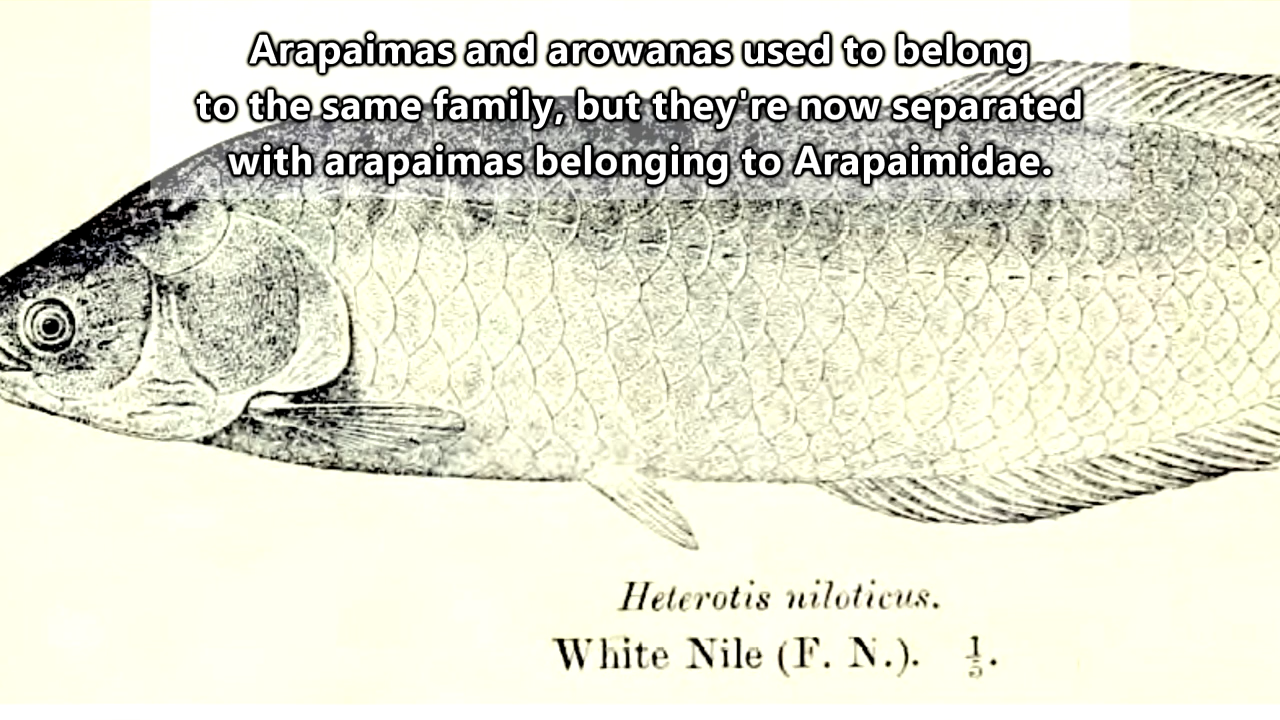 Arapaimas and arowanas used to belong
to the same family, but they're now separated
with arapaimas belonging to Arapaimidae.
Heterotis niloticus.
White Nile (F. N.). 1/5.